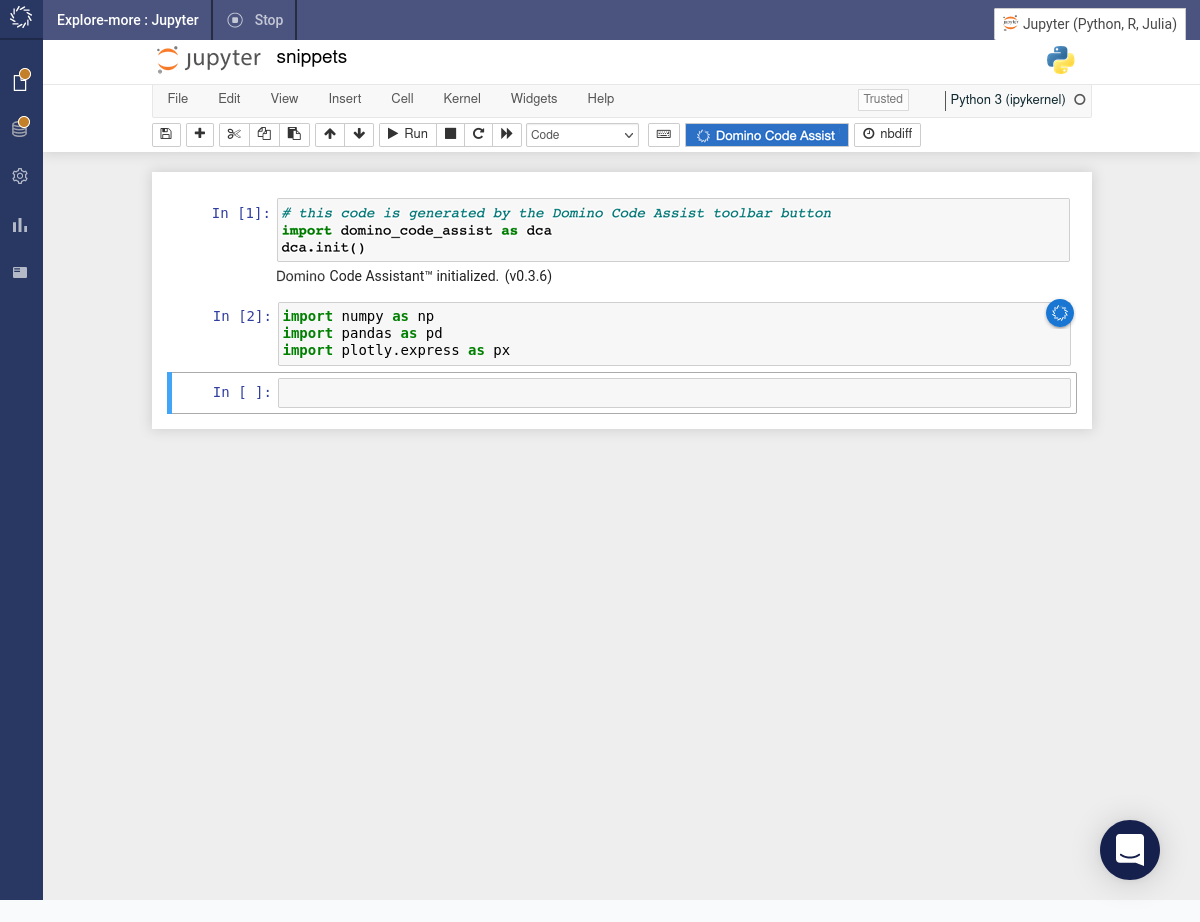 Explore-more : Jupyter Stop Jupyter (Python, R, Julia)
jupyter snippets
File Edit View Insert Cell Kernel Widgets Help Trusted Python 3 (ipykernel)
Run Code Domino Code Assist nbdiff
In [1]: # this code is generated by the Domino Code Assist toolbar button
import domino_code_assist as dca
dca.init()
Domino Code Assistant™ initialized. (v0.3.6)
In [2]: import numpy as np
import pandas as pd
import plotly.express as px
In [ ]: